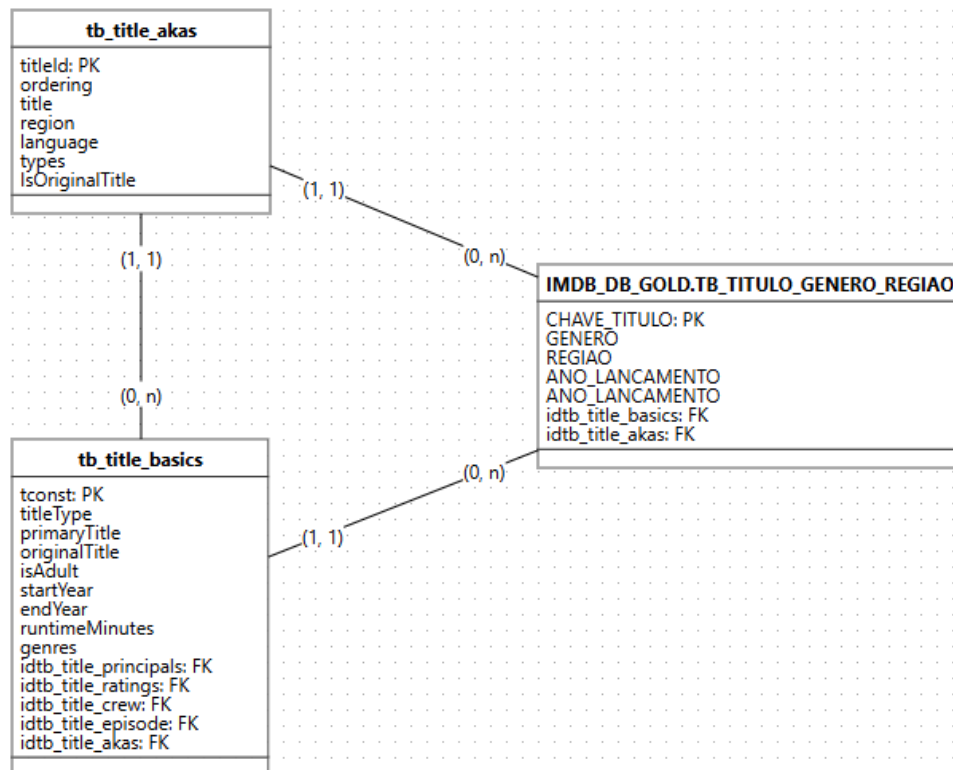 tb_title_akas
titleId: PK
ordering
title
region
language
types
IsOriginalTitle
(1, 1)
(0, n)
(1, 1)
(0, n)
IMDB_DB_GOLD.TB_TITULO_GENERO_REGIAO
CHAVE_TITULO: PK
GENERO
REGIAO
ANO_LANCAMENTO
ANO_LANCAMENTO
idtb_title_basics: FK
idtb_title_akas: FK
(0, n)
(1, 1)
tb_title_basics
tconst: PK
titleType
primaryTitle
originalTitle
isAdult
startYear
endYear
runtimeMinutes
genres
idtb_title_principals: FK
idtb_title_ratings: FK
idtb_title_crew: FK
idtb_title_episode: FK
idtb_title_akas: FK